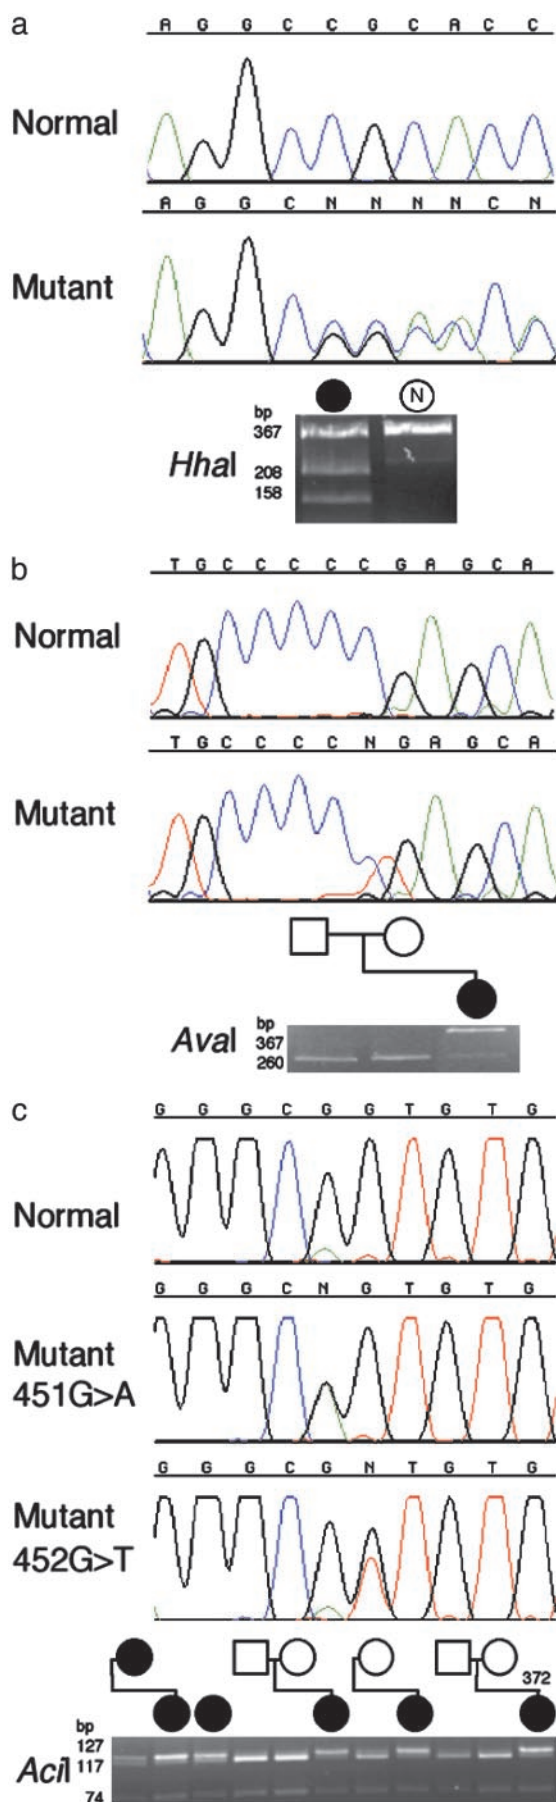 a
A G G C C G C A C C
Normal
A G G C N N N N C N
Mutant
N
bp
367
HhaI
208
158
b
T G C C C C C G A G C A
Normal
T G C C C C N G A G C A
Mutant
bp
AvaI
367
260
c
G G G C G G T G T G
Normal
G G G C N G T G T G
Mutant
451G>A
G G G C G N T G T G
Mutant
452G>T
372
bp
127
117
AciI
74